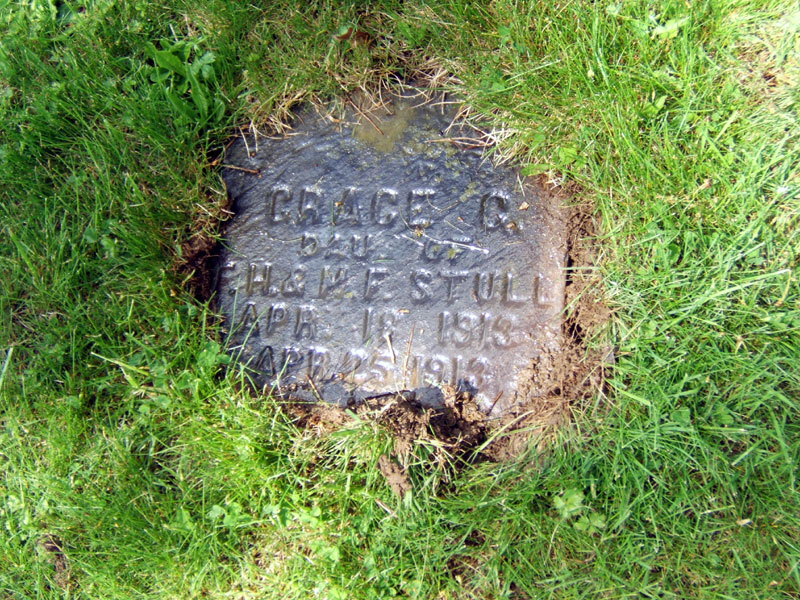 GRACE C.
DAU OF
H. & M. F. STULL
APR. 18 1913
APR. 25 1913